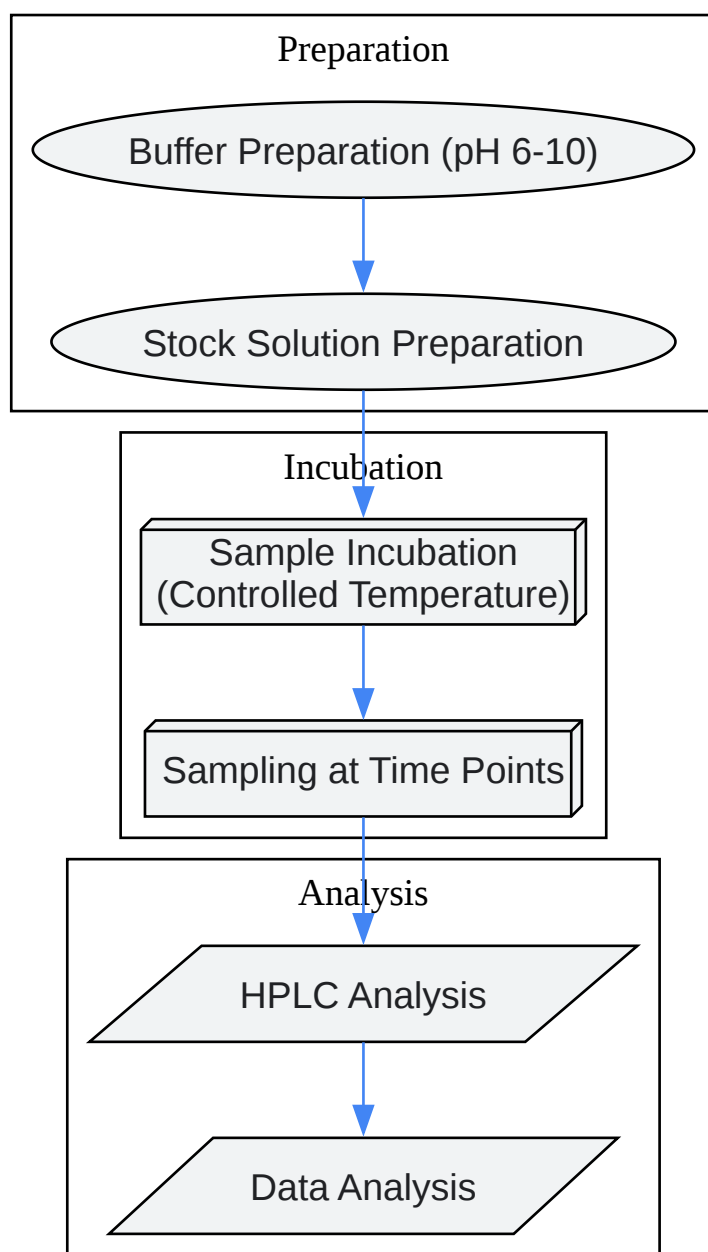 Preparation
Buffer Preparation (pH 6-10)
Stock Solution Preparation
Incubation
Sample Incubation
(Controlled Temperature)
Sampling at Time Points
Analysis
HPLC Analysis
Data Analysis